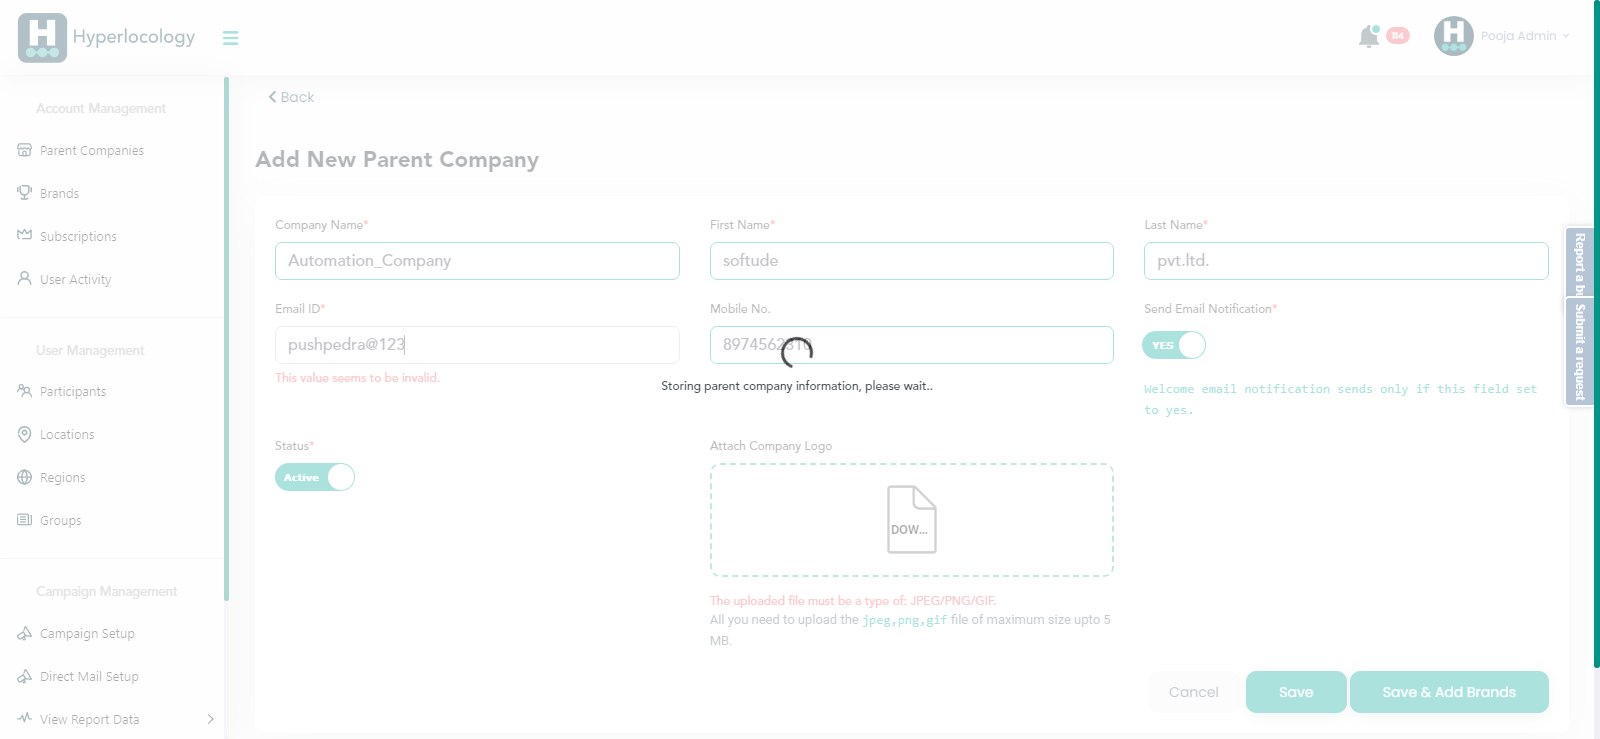 Hyperlocology
114
Pooja Admin
Account Management
Parent Companies
Brands
Subscriptions
User Activity
User Management
Participants
Locations
Regions
Groups
Campaign Management
Campaign Setup
Direct Mail Setup
View Report Data
Back
Add New Parent Company
Company Name*
First Name*
Last Name*
Automation_Company
softude
pvt.ltd.
Email ID*
Mobile No.
Send Email Notification*
pushpedra@123
8974562310
YES
This value seems to be invalid.
Storing parent company information, please wait..
Welcome email notification sends only if this field set
to yes.
Status*
Attach Company Logo
Active
DOW...
The uploaded file must be a type of: JPEG/PNG/GIF.
All you need to upload the jpeg,png,gif file of maximum size upto 5
MB.
Cancel
Save
Save & Add Brands
Report a bu
Submit a request